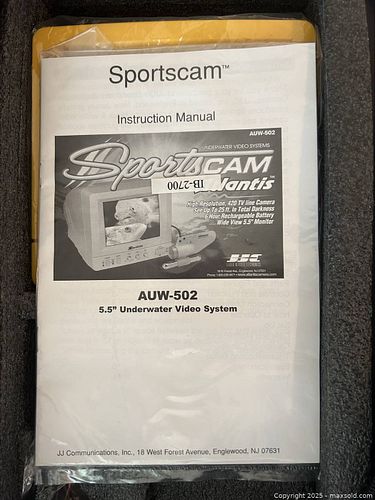 Sportscam™
Instruction Manual
AUW-502
UNDERWATER VIDEO SYSTEMS
SportsCAM
IB-2700
High Resolution, 420 TV line Camera
See Up To 25 ft. In Total Darkness
6 Hour Rechargeable Battery
Wide View 5.5" Monitor
JJC
AUW-502
5.5" Underwater Video System
JJ Communications, Inc., 18 West Forest Avenue, Englewood, NJ 07631
Copyright 2025 - maxsold.com